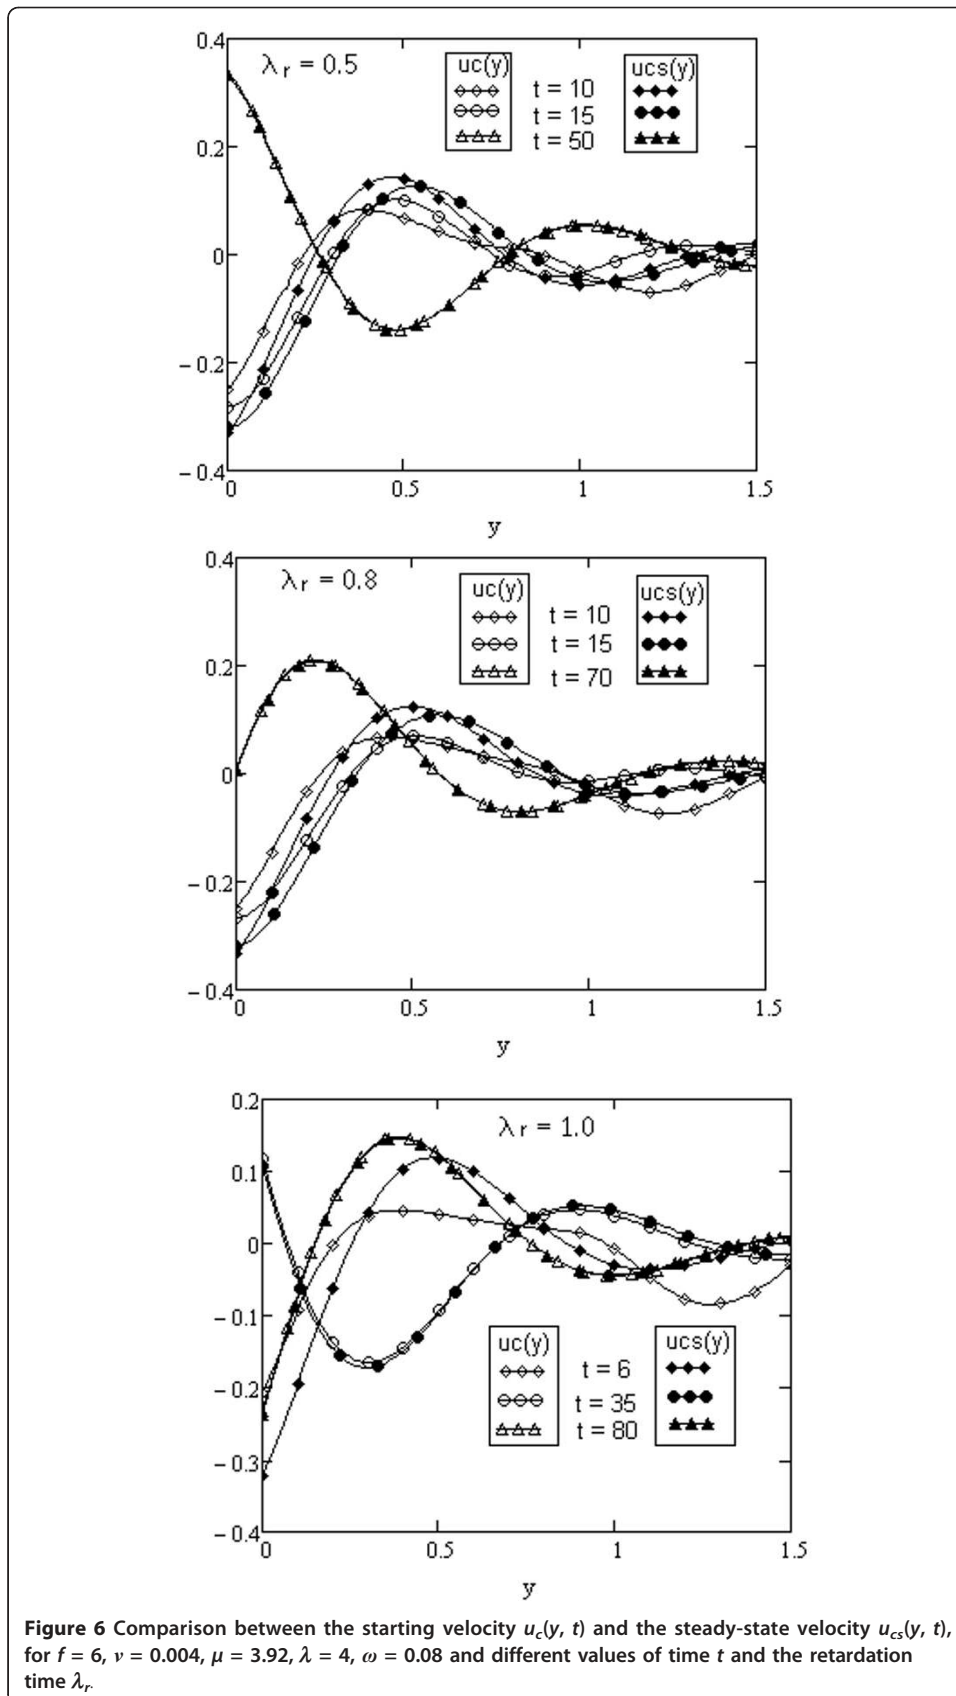 0.4
λ r = 0.5
uc(y)
ucs(y)
t = 10
t = 15
t = 50
0.2
0
− 0.2
− 0.4
0
0.5
1
1.5
y
0.4
λ r = 0.8
uc(y)
ucs(y)
t = 10
t = 15
t = 70
0.2
0
− 0.2
− 0.4
0
0.5
1
1.5
y
0.2
λ r = 1.0
0.1
0
− 0.1
uc(y)
ucs(y)
t = 6
t = 35
t = 80
− 0.2
− 0.3
− 0.4
0
0.5
1
1.5
y
Figure 6 Comparison between the starting velocity uc(y, t) and the steady-state velocity ucs(y, t),
for f = 6, ν = 0.004, μ = 3.92, λ = 4, ω = 0.08 and different values of time t and the retardation
time λr.